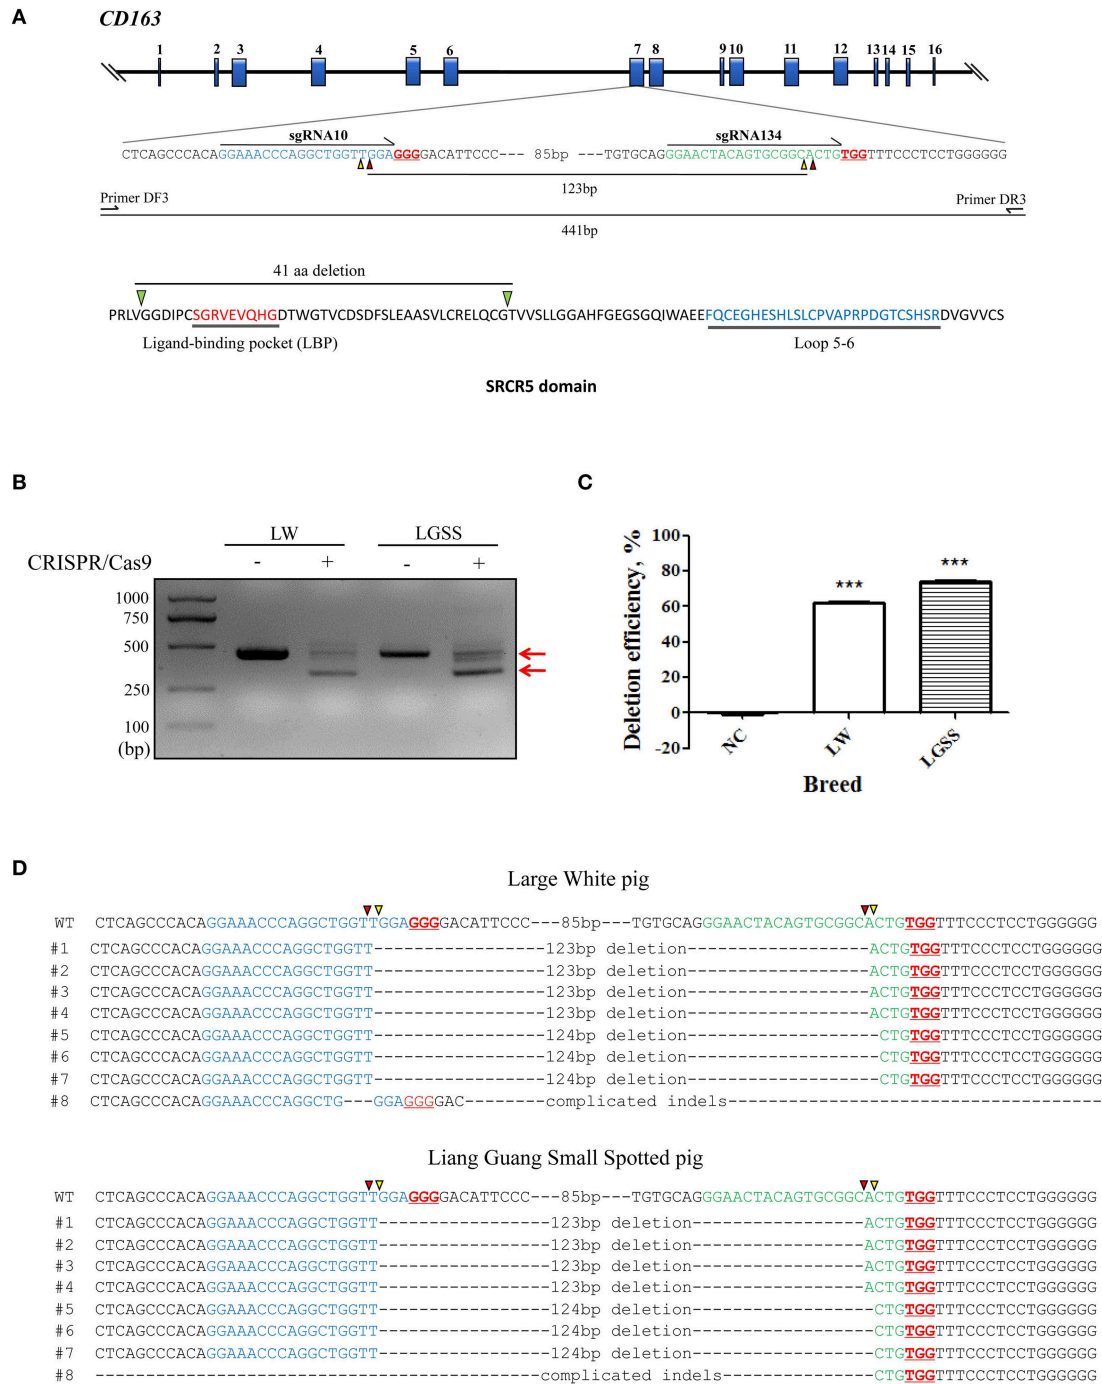 A
CD163
1 2 3 4 5 6 7 8 9 10 11 12 13 14 15 16
sgRNA10 sgRNA134
CTCAGCCCACAGGAAACCCAGGCTGGTTGGAGGGGACATTCCC--- 85bp ---TGTGCAGGGAACTACAGTGCGGCACTGTGGTTTCCCTCCTGGGGGG
123bp
Primer DF3 Primer DR3
441bp
41 aa deletion
PRLVGGDIPCSGRVEVQHGDTWGTVCDSDFSLEAASVLCRELQCGTVVSLLGGAHFGEGSGQIWAEEFQCEGHESHLSLCPVAPRPDGTCSHSRDVGVVCS
Ligand-binding pocket (LBP) Loop 5-6
SRCR5 domain
B
LW LGSS
CRISPR/Cas9 - + - +
1000
750
500
250
100
(bp)
C
Deletion efficiency, %
100
80
60
40
20
0
-20
*** ***
NC LW LGSS
Breed
D
Large White pig
WT CTCAGCCCACAGGAAACCCAGGCTGGTTGGAGGGGACATTCCC---85bp---TGTGCAGGGAACTACAGTGCGGCACTGTGGTTTCCCTCCTGGGGGG
#1 CTCAGCCCACAGGAAACCCAGGCTGGTT-----------------123bp deletion------------------ACTGTGGTTTCCCTCCTGGGGGG
#2 CTCAGCCCACAGGAAACCCAGGCTGGTT-----------------123bp deletion------------------ACTGTGGTTTCCCTCCTGGGGGG
#3 CTCAGCCCACAGGAAACCCAGGCTGGTT-----------------123bp deletion------------------ACTGTGGTTTCCCTCCTGGGGGG
#4 CTCAGCCCACAGGAAACCCAGGCTGGTT-----------------123bp deletion------------------ACTGTGGTTTCCCTCCTGGGGGG
#5 CTCAGCCCACAGGAAACCCAGGCTGGTT-----------------124bp deletion-------------------CTGTGGTTTCCCTCCTGGGGGG
#6 CTCAGCCCACAGGAAACCCAGGCTGGTT-----------------124bp deletion-------------------CTGTGGTTTCCCTCCTGGGGGG
#7 CTCAGCCCACAGGAAACCCAGGCTGGTT-----------------124bp deletion-------------------CTGTGGTTTCCCTCCTGGGGGG
#8 CTCAGCCCACAGGAAACCCAGGCTG---GGAGGGGAC--------complicated indels-------------------------------------
Liang Guang Small Spotted pig
WT CTCAGCCCACAGGAAACCCAGGCTGGTTGGAGGGGACATTCCC---85bp---TGTGCAGGGAACTACAGTGCGGCACTGTGGTTTCCCTCCTGGGGGG
#1 CTCAGCCCACAGGAAACCCAGGCTGGTT-----------------123bp deletion-----------------ACTGTGGTTTCCCTCCTGGGGGG
#2 CTCAGCCCACAGGAAACCCAGGCTGGTT-----------------123bp deletion-----------------ACTGTGGTTTCCCTCCTGGGGGG
#3 CTCAGCCCACAGGAAACCCAGGCTGGTT-----------------123bp deletion-----------------ACTGTGGTTTCCCTCCTGGGGGG
#4 CTCAGCCCACAGGAAACCCAGGCTGGTT-----------------123bp deletion-----------------ACTGTGGTTTCCCTCCTGGGGGG
#5 CTCAGCCCACAGGAAACCCAGGCTGGTT-----------------124bp deletion------------------CTGTGGTTTCCCTCCTGGGGGG
#6 CTCAGCCCACAGGAAACCCAGGCTGGTT-----------------124bp deletion------------------CTGTGGTTTCCCTCCTGGGGGG
#7 CTCAGCCCACAGGAAACCCAGGCTGGTT-----------------124bp deletion------------------CTGTGGTTTCCCTCCTGGGGGG
#8 --------------------------------------------complicated indels---------------CTGTGGTTTCCCTCCTGGGGGG